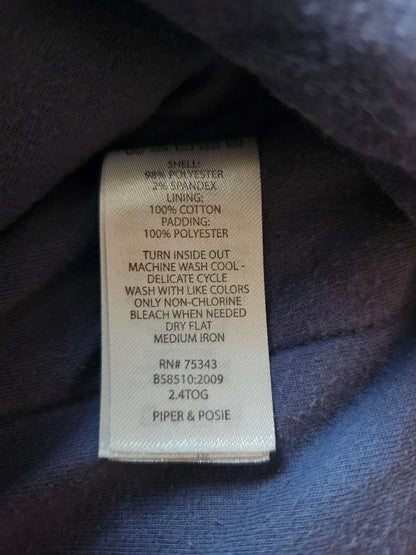 SHELL:
98% POLYESTER
2% SPANDEX
LINING:
100% COTTON
PADDING:
100% POLYESTER
TURN INSIDE OUT
MACHINE WASH COOL -
DELICATE CYCLE
WASH WITH LIKE COLORS
ONLY NON-CHLORINE
BLEACH WHEN NEEDED
DRY FLAT
MEDIUM IRON
RN# 75343
BS8510:2009
2.4TOG
PIPER & POSIE